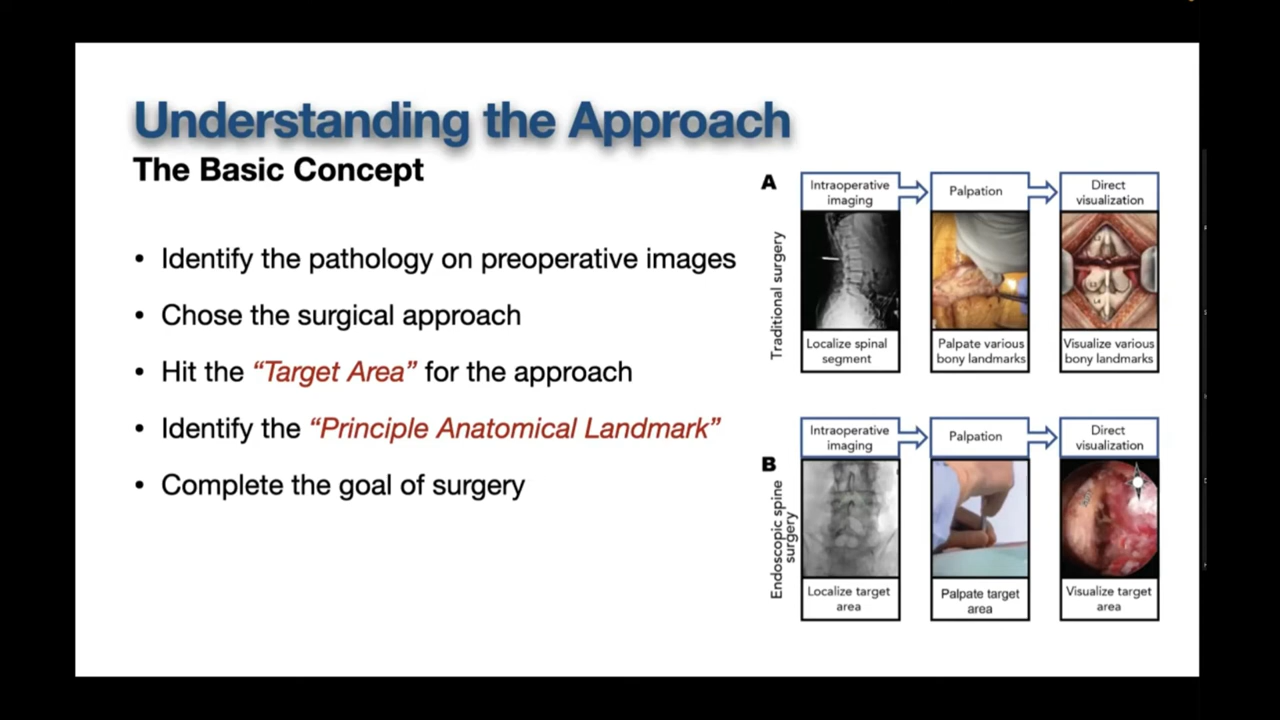 Understanding the Approach
The Basic Concept
• Identify the pathology on preoperative images
• Chose the surgical approach
• Hit the “Target Area” for the approach
• Identify the “Principle Anatomical Landmark”
• Complete the goal of surgery
A
Traditional surgery
Intraoperative
imaging
Palpation
Direct
visualization
Localize spinal
segment
Palpate various
bony landmarks
Visualize various
bony landmarks
B
Endoscopic spine
surgery
Intraoperative
imaging
Palpation
Direct
visualization
Localize target
area
Palpate target
area
Visualize target
area